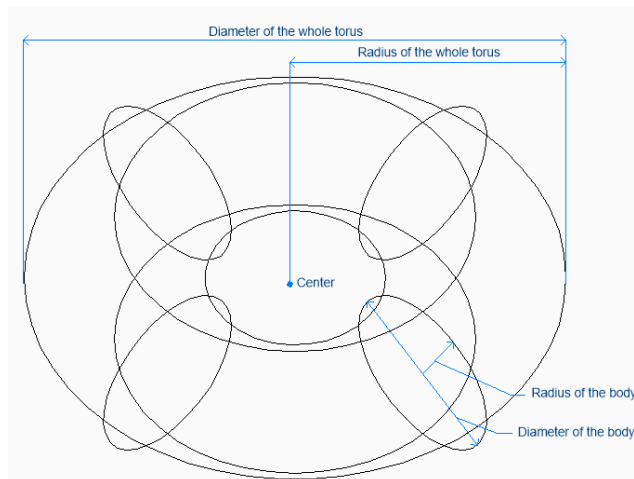 Diameter of the whole torus
Radius of the whole torus
Center
Radius of the body
Diameter of the body